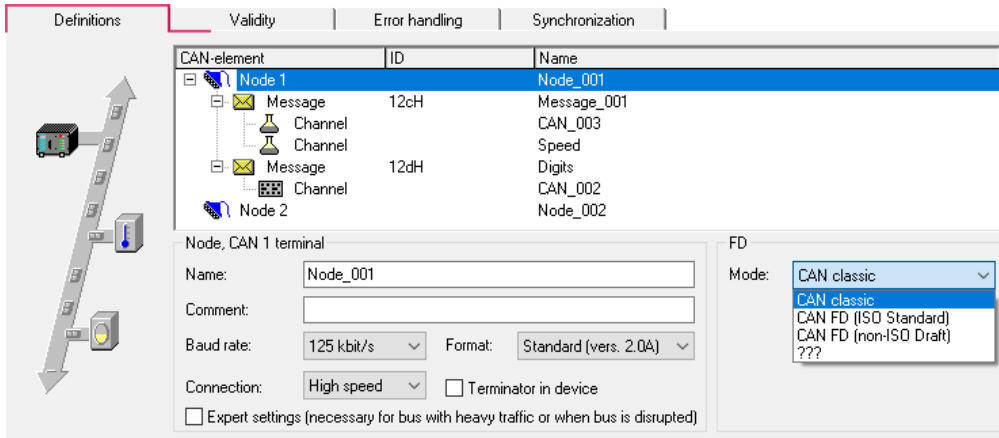 Definitions Validity Error handling Synchronization
CAN-element ID Name
Node 1 Node_001
Message 12cH Message_001
Channel CAN_003
Channel Speed
Message 12dH Digits
Channel CAN_002
Node 2 Node_002
Node, CAN 1 terminal FD
Name: Node_001 Mode: CAN classic
CAN classic
Comment: CAN FD (ISO Standard)
CAN FD (non-ISO Draft)
Baud rate: 125 kbit/s Format: Standard (vers. 2.0A) ???
Connection: High speed Terminator in device
Expert settings (necessary for bus with heavy traffic or when bus is disrupted)